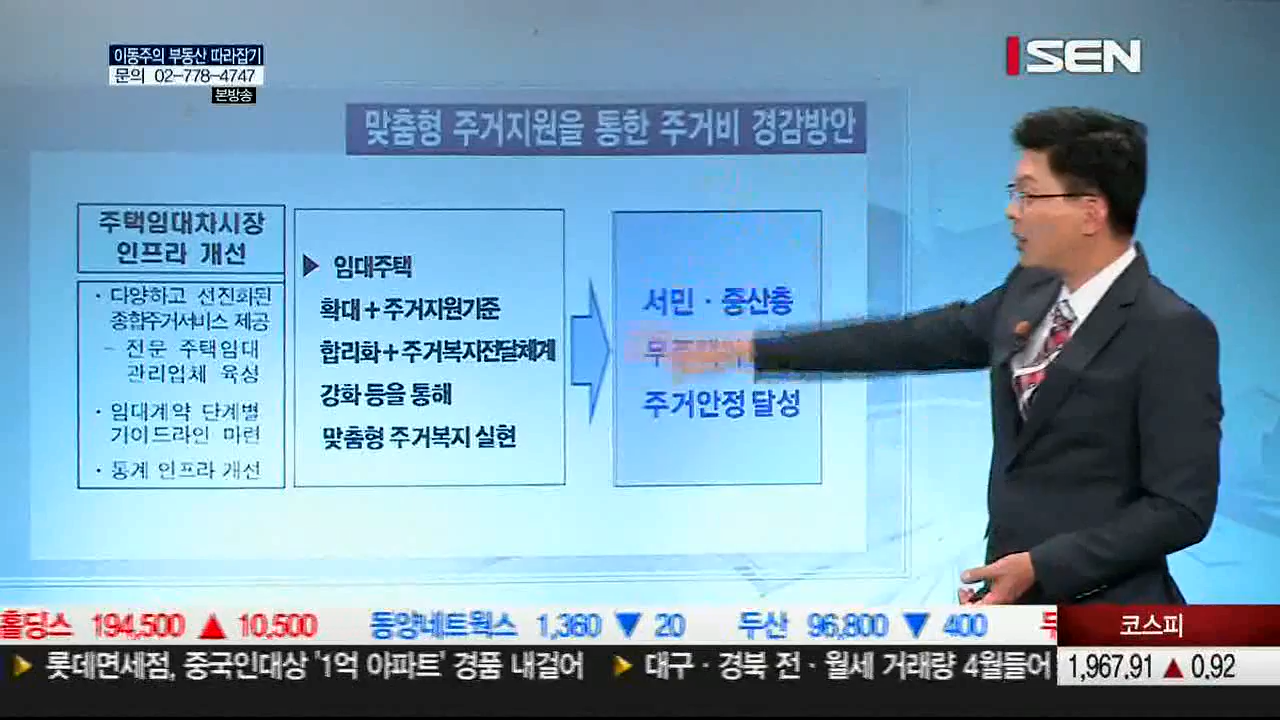 이동주의 부동산 따라잡기
문의 02-778-4747
본방송
SEN
맞춤형 주거지원을 통한 주거비 경감방안
주택임대차시장
인프라 개선
· 다양하고 선진화된
종합주거서비스 제공
- 전문 주택임대
관리업체 육성
· 임대계약 단계별
가이드라인 마련
· 통계 인프라 개선
▶ 임대주택
확대+주거지원기준
합리화+주거복지전달체계
강화 등을 통해
맞춤형 주거복지 실현
서민·중산층
주거안정 달성
홀딩스 194,500 ▲ 10,500 동양네트웍스 1,360 ▼ 20 두산 96,800 ▼ 400
코스피
▶ 롯데면세점, 중국인대상 '1억 아파트' 경품 내걸어 ▶ 대구·경북 전·월세 거래량 4월들어
1,967.91 ▲ 0.92